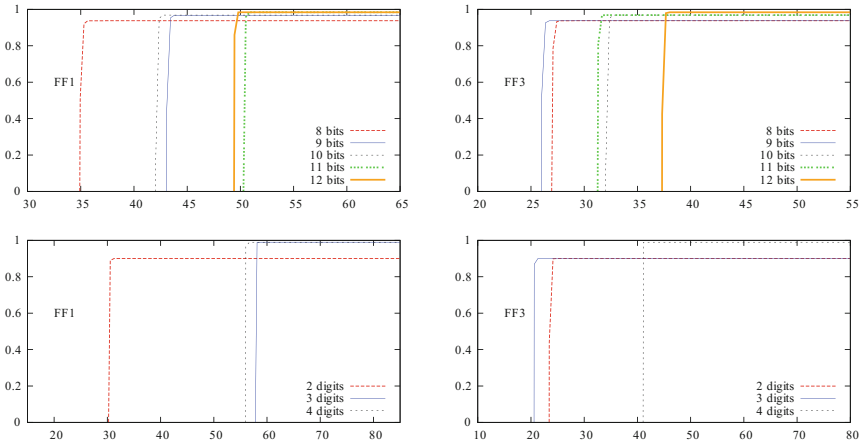 1
0.8
0.6
0.4
0.2
0
FF1
8 bits
9 bits
10 bits
11 bits
12 bits
30 35 40 45 50 55 60 65
1
0.8
0.6
0.4
0.2
0
FF3
8 bits
9 bits
10 bits
11 bits
12 bits
20 25 30 35 40 45 50 55
1
0.8
0.6
0.4
0.2
0
FF1
2 digits
3 digits
4 digits
20 30 40 50 60 70 80
1
0.8
0.6
0.4
0.2
0
FF3
2 digits
3 digits
4 digits
10 20 30 40 50 60 70 80